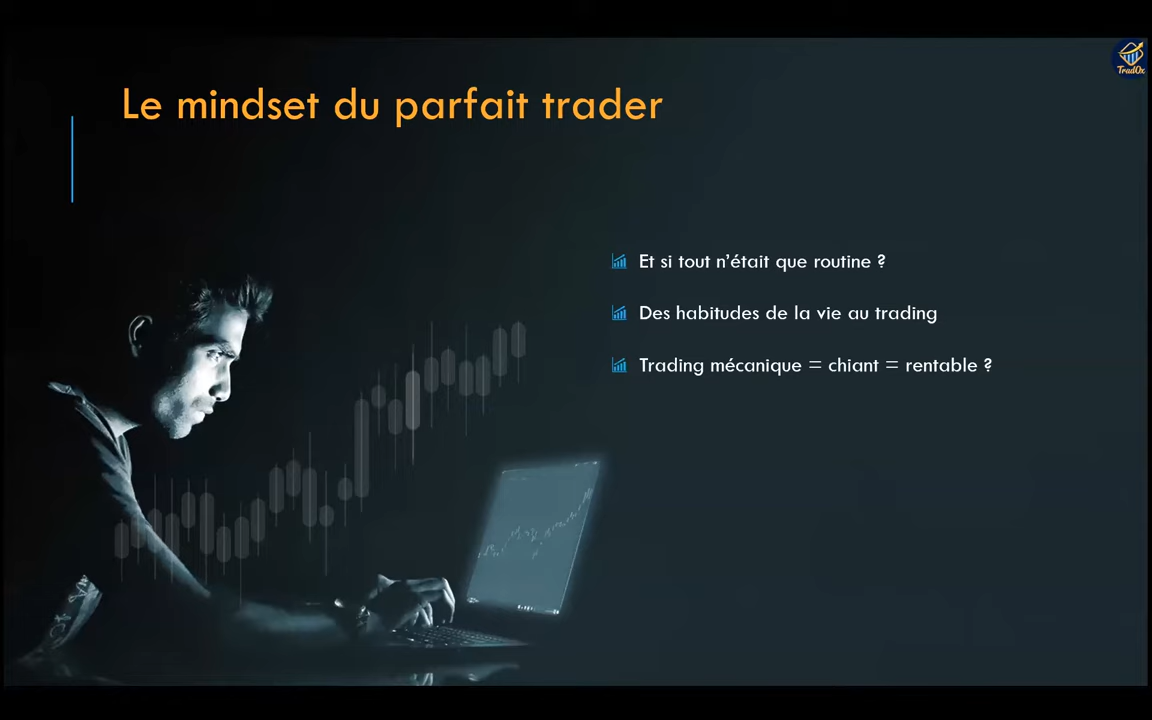 TradOx
Le mindset du parfait trader
Et si tout n’était que routine ?
Des habitudes de la vie au trading
Trading mécanique = chiant = rentable ?